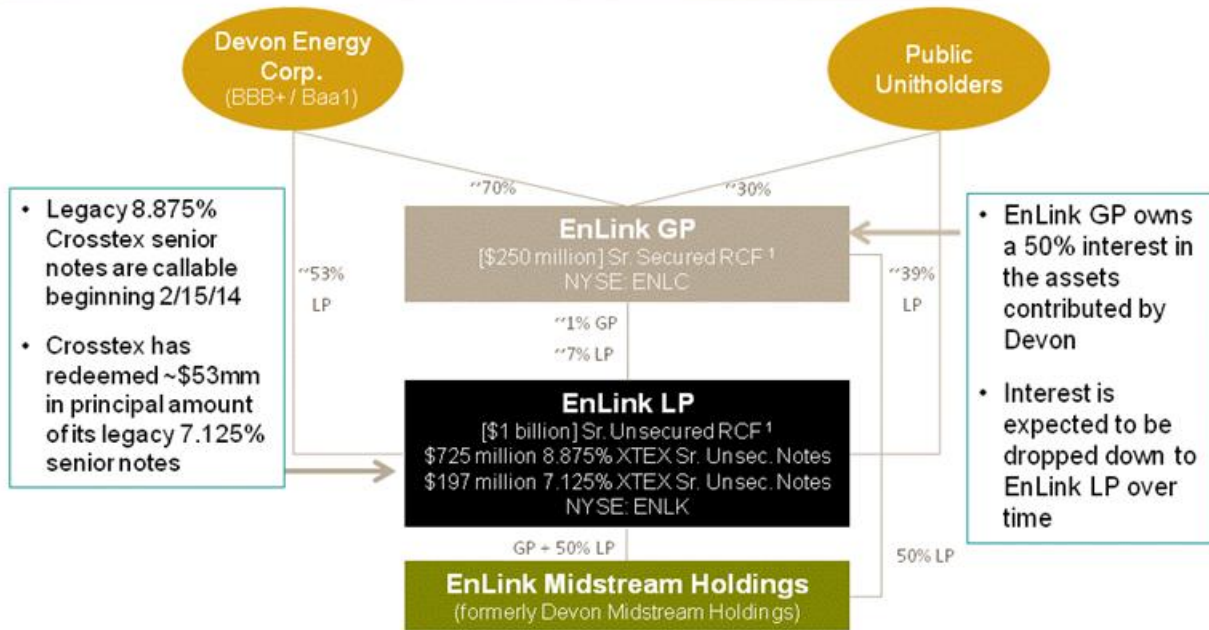 Devon Energy
Corp.
(BBB+ / Baa1)
Public
Unitholders
~70%
~30%
• Legacy 8.875%
Crosstex senior
notes are callable
beginning 2/15/14
• Crosstex has
redeemed ~$53mm
in principal amount
of its legacy 7.125%
senior notes
~53%
LP
EnLink GP
[$250 million] Sr. Secured RCF ¹
NYSE: ENLC
~39%
LP
• EnLink GP owns
a 50% interest in
the assets
contributed by
Devon
• Interest is
expected to be
dropped down to
EnLink LP over
time
~1% GP
~7% LP
EnLink LP
[$1 billion] Sr. Unsecured RCF ¹
$725 million 8.875% XTEX Sr. Unsec. Notes
$197 million 7.125% XTEX Sr. Unsec. Notes
NYSE: ENLK
GP + 50% LP
50% LP
EnLink Midstream Holdings
(formerly Devon Midstream Holdings)